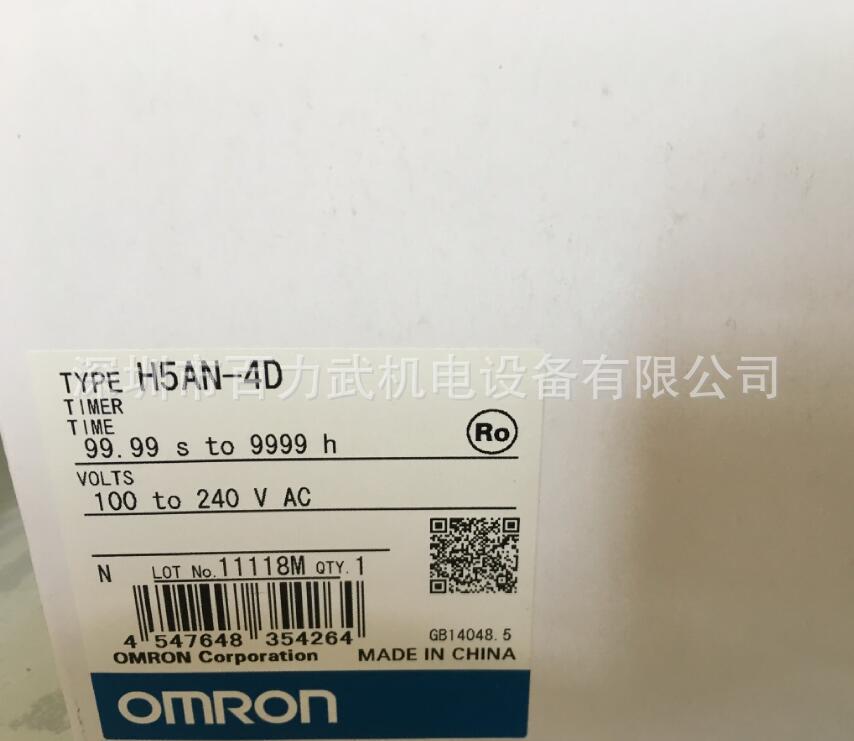 深圳市百力武机电设备有限公司
TYPE H5AN-4D
TIMER
TIME
99.99 s to 9999 h
Ro
VOLTS
100 to 240 V AC
N LOT No. 11118M QTY. 1
4 547648 354264
GB14048.5
OMRON Corporation MADE IN CHINA
OMRON